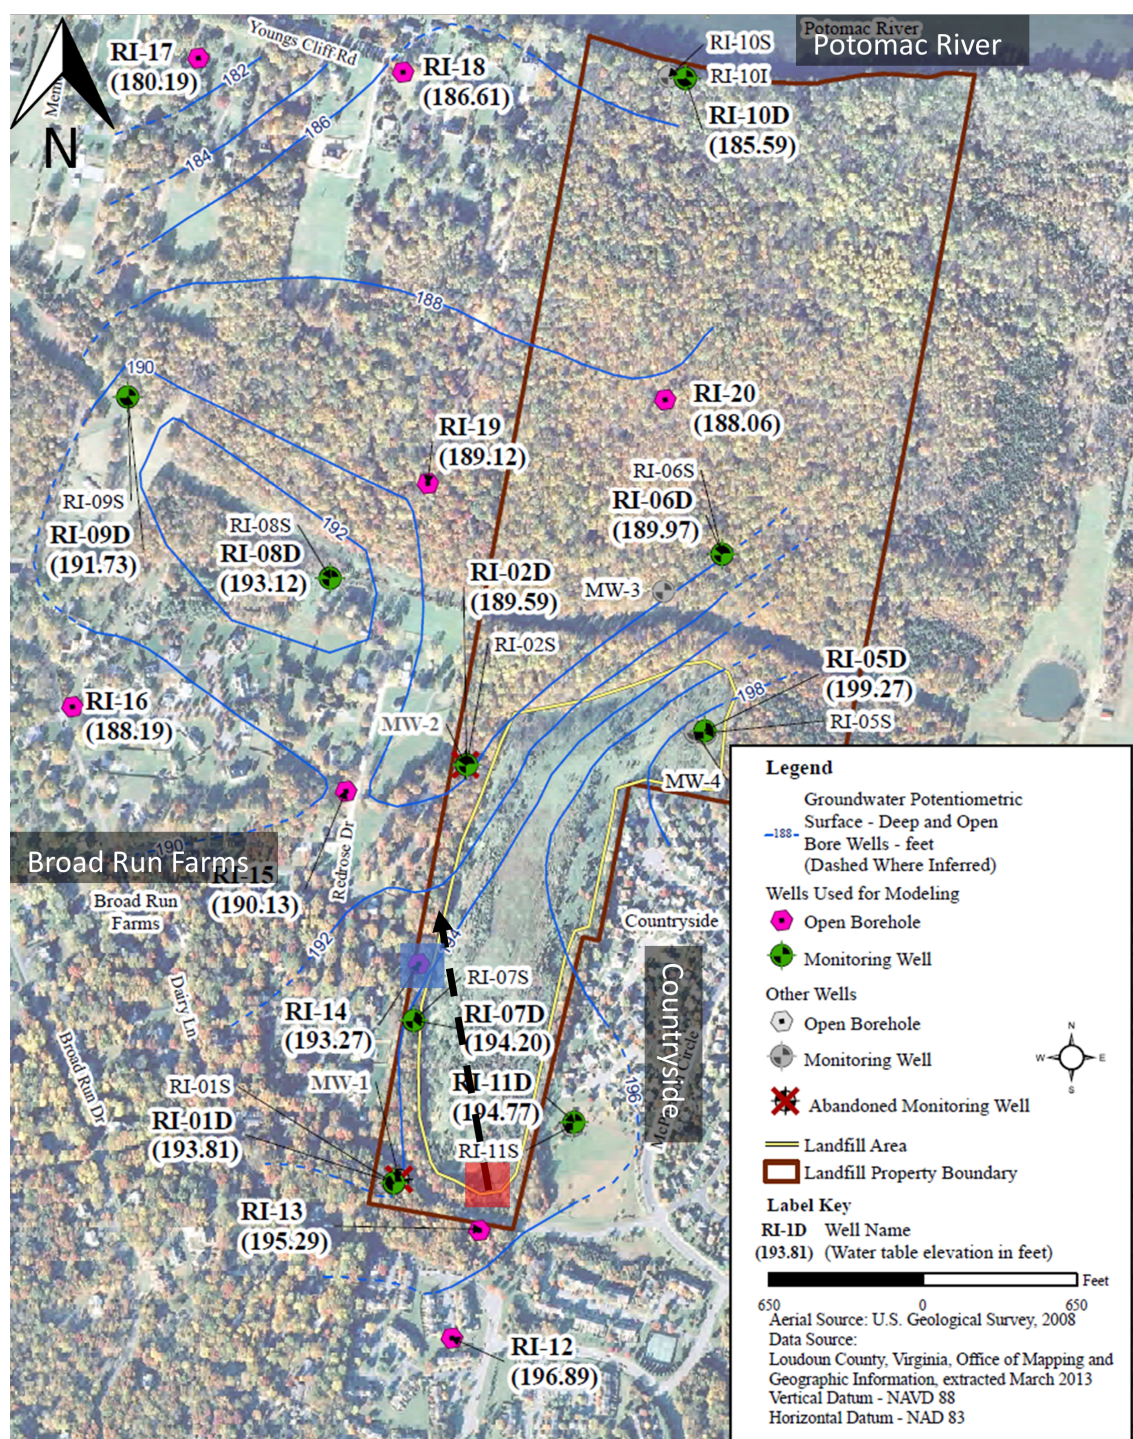 Youngs Cliff Rd
Potomac River
Potomac River
RI-17
(180.19)
182
RI-18
(186.61)
RI-10S
RI-10I
RI-10D
(185.59)
N
184
186
188
190
RI-19
(189.12)
RI-20
(188.06)
RI-09S
RI-09D
(191.73)
RI-08S
RI-08D
(193.12)
192
RI-06S
RI-06D
(189.97)
RI-02D
(189.59)
MW-3
RI-02S
RI-05D
(199.27)
RI-05S
198
RI-16
(188.19)
MW-2
MW-4
190
Broad Run Farms
RI-15
(190.13)
Redrose Dr
Broad Run
Farms
Countryside
Countryside
192
194
Dairy Ln
RI-07S
RI-14
(193.27)
RI-07D
(194.20)
Broad Run Dr
MW-1
RI-01S
RI-01D
(193.81)
RI-11D
(194.77)
RI-11S
196
Circle
RI-13
(195.29)
RI-12
(196.89)
Legend
188
Groundwater Potentiometric
Surface - Deep and Open
Bore Wells - feet
(Dashed Where Inferred)
Wells Used for Modeling
Open Borehole
Monitoring Well
Other Wells
Open Borehole
Monitoring Well
Abandoned Monitoring Well
N
W
E
S
Landfill Area
Landfill Property Boundary
Label Key
RI-1D Well Name
(193.81) (Water table elevation in feet)
Feet
650 0 650
Aerial Source: U.S. Geological Survey, 2008
Data Source:
Loudoun County, Virginia, Office of Mapping and
Geographic Information, extracted March 2013
Vertical Datum - NAVD 88
Horizontal Datum - NAD 83